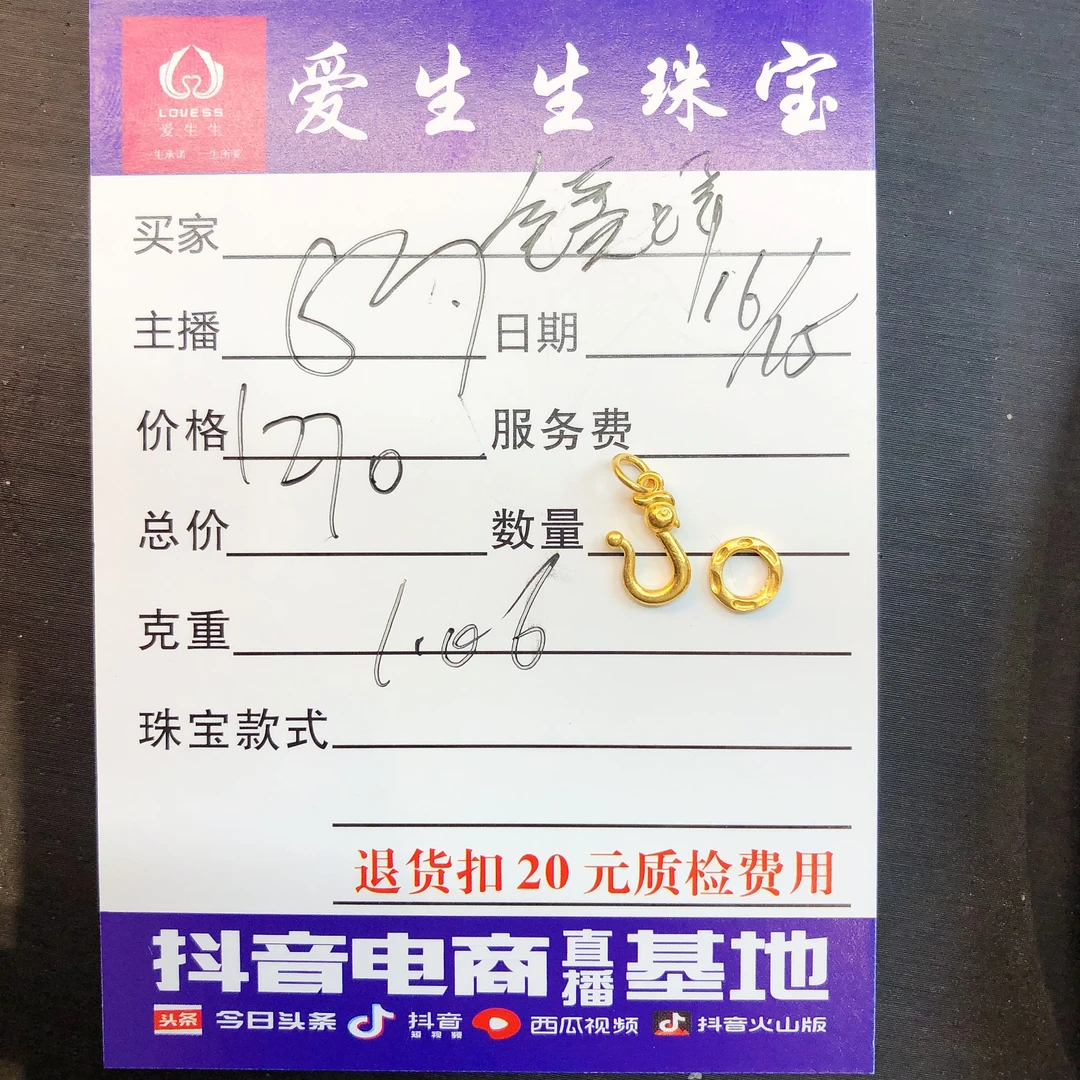 LOVESS
爱生生
一生承诺 一生所爱
爱生生珠宝
买家
主播 日期 16/25
价格 1270 服务费
总价 数量
克重 1.06
珠宝款式
退货扣20元质检费用
抖音电商直播基地
头条 今日头条 抖音短视频 西瓜视频 抖音火山版